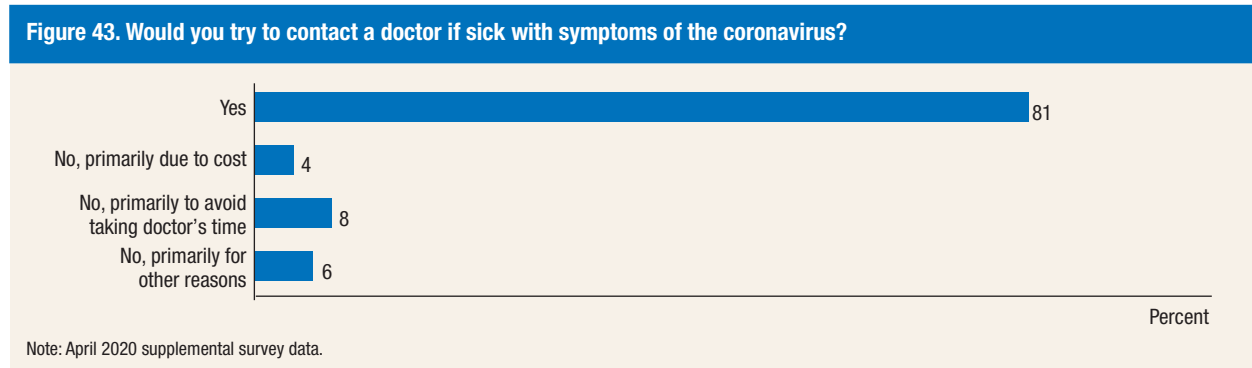 Figure 43. Would you try to contact a doctor if sick with symptoms of the coronavirus?
Yes
81
No, primarily due to cost
4
No, primarily to avoid
taking doctor’s time
8
No, primarily for
other reasons
6
Percent
Note: April 2020 supplemental survey data.